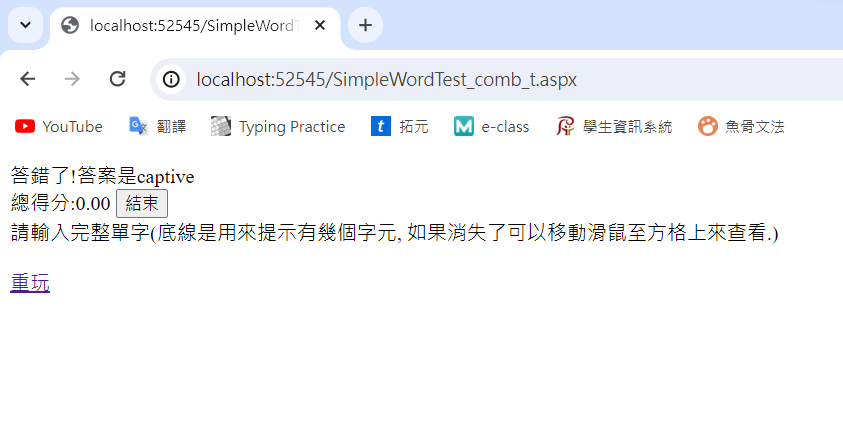 localhost:52545/SimpleWordT
localhost:52545/SimpleWordTest_comb_t.aspx
YouTube 翻譯 Typing Practice 拓元 e-class 學生資訊系統 魚骨文法
答錯了!答案是captive
總得分:0.00 結束
請輸入完整單字(底線是用來提示有幾個字元, 如果消失了可以移動滑鼠至方格上來查看.)
重玩